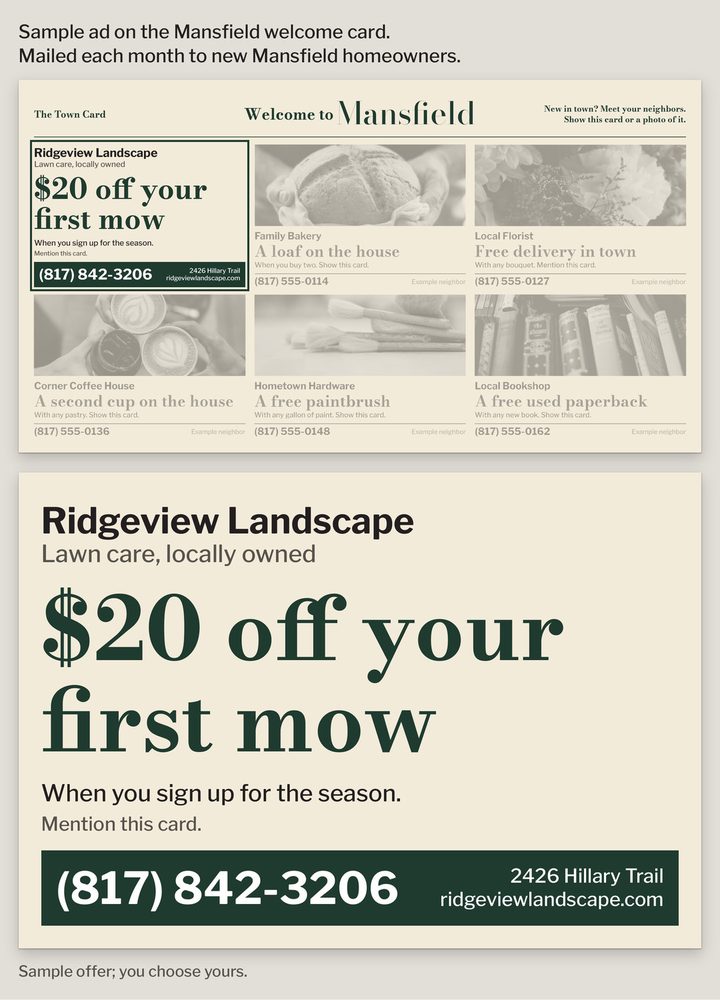 Sample ad on the Mansfield welcome card.
Mailed each month to new Mansfield homeowners.
The Town Card
Welcome to Mansfield
New in town? Meet your neighbors.
Show this card or a photo of it.
Ridgeview Landscape
Lawn care, locally owned
$20 off your
first mow
When you sign up for the season.
Mention this card.
(817) 842-3206
2426 Hillary Trail
ridgeviewlandscape.com
Family Bakery
A loaf on the house
When you buy two. Show this card.
(817) 555-0114
Example neighbor
Local Florist
Free delivery in town
With any bouquet. Mention this card.
(817) 555-0127
Example neighbor
Corner Coffee House
A second cup on the house
With any pastry. Show this card.
(817) 555-0136
Example neighbor
Hometown Hardware
A free paintbrush
With any gallon of paint. Show this card.
(817) 555-0148
Example neighbor
Local Bookshop
A free used paperback
With any new book. Show this card.
(817) 555-0162
Example neighbor
Ridgeview Landscape
Lawn care, locally owned
$20 off your
first mow
When you sign up for the season.
Mention this card.
(817) 842-3206
2426 Hillary Trail
ridgeviewlandscape.com
Sample offer; you choose yours.